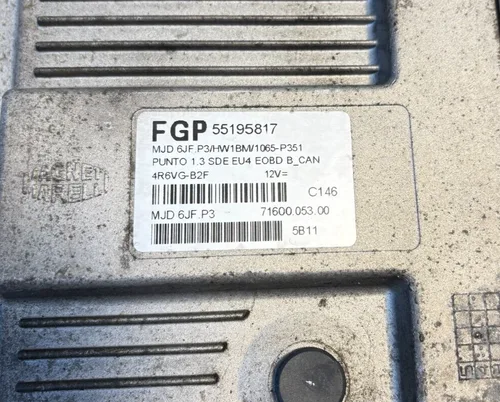 FGP 55195817
MJD 6JF.P3/HW1BM/1065-P351
PUNTO 1.3 SDE EU4 EOBD B_CAN
4R6VG-B2F 12V=
C146
MJD 6JF.P3 71600.053.00
5B11
MAGNETI
MARELLI